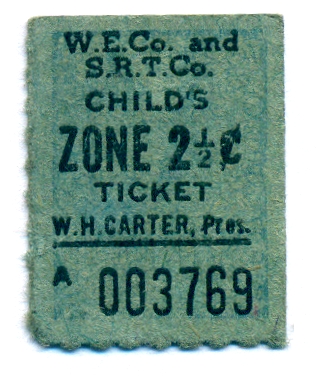 W.E.Co. and
S.R.T.Co.
CHILD'S
ZONE 2½¢
TICKET
W.H. CARTER, Pres.
A 003769